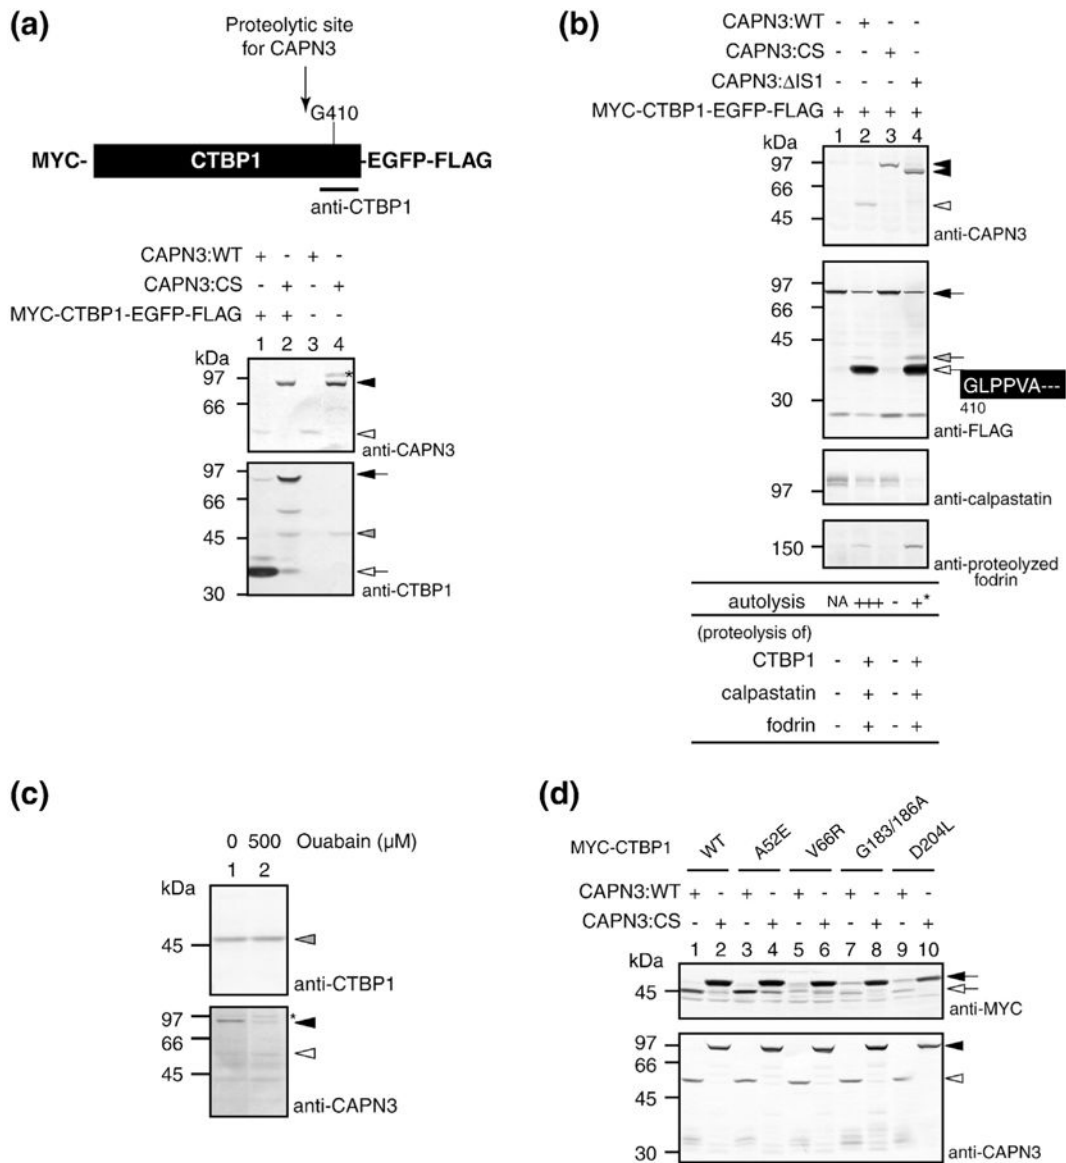 (a)
Proteolytic site
for CAPN3
G410
MYC- CTBP1 -EGFP-FLAG
anti-CTBP1
CAPN3:WT + - + -
CAPN3:CS - + - +
MYC-CTBP1-EGFP-FLAG + + - -
1 2 3 4
kDa
97 *
66
anti-CAPN3
97
66
45
30
anti-CTBP1
(b)
CAPN3:WT - + - -
CAPN3:CS - - + -
CAPN3:ΔIS1 - - - +
MYC-CTBP1-EGFP-FLAG + + + +
1 2 3 4
kDa
97
66
45
anti-CAPN3
97
66
45
30
GLPPVA---
410
anti-FLAG
97
anti-calpastatin
150
anti-proteolyzed
fodrin
autolysis NA +++ - +*
(proteolysis of)
CTBP1 - + - +
calpastatin - + - +
fodrin - + - +
(c)
0 500 Ouabain (µM)
1 2
kDa
45
anti-CTBP1
97 *
66
45
anti-CAPN3
(d)
MYC-CTBP1 WT A52E V66R G183/186A D204L
CAPN3:WT + - + - + - + - + -
CAPN3:CS - + - + - + - + - +
1 2 3 4 5 6 7 8 9 10
kDa
45
anti-MYC
97
66
45
30
anti-CAPN3